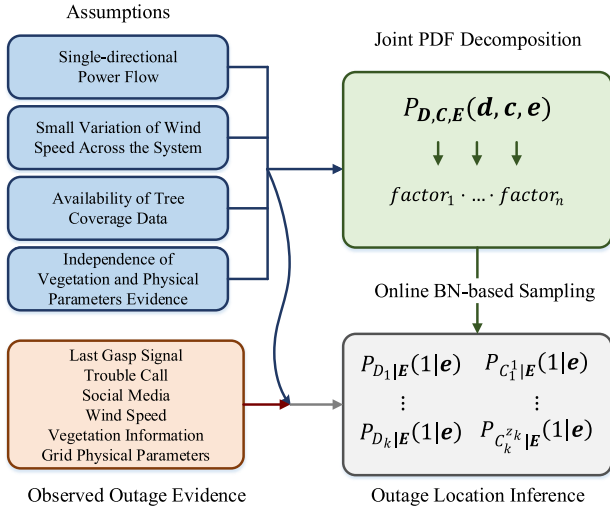 Assumptions
Single-directional
Power Flow
Small Variation of Wind
Speed Across the System
Availability of Tree
Coverage Data
Independence of
Vegetation and Physical
Parameters Evidence
Joint PDF Decomposition
P_{D,C,E}(d, c, e)
factor_1 · … · factor_n
Online BN-based Sampling
Last Gasp Signal
Trouble Call
Social Media
Wind Speed
Vegetation Information
Grid Physical Parameters
Observed Outage Evidence
P_{D_1|E}(1|e) P_{C_1^1|E}(1|e)
⋮ ⋮
P_{D_k|E}(1|e) P_{C_k^{z_k}|E}(1|e)
Outage Location Inference